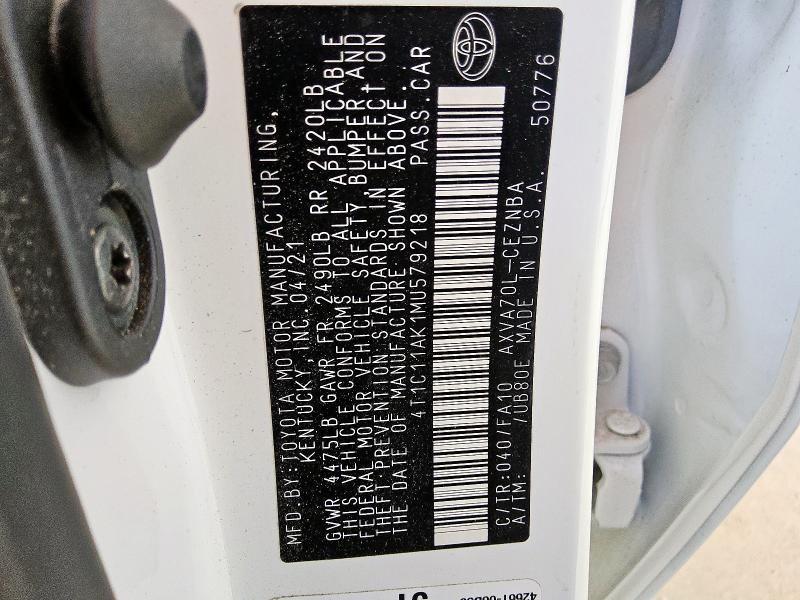 MFD.BY:TOYOTA MOTOR MANUFACTURING,
KENTUCKY, INC. 04/21
GVWR 4475LB GAWR FR 2490LB RR 2420LB
THIS VEHICLE CONFORMS TO ALL APPLICABLE
FEDERAL MOTOR VEHICLE SAFETY, BUMPER,AND
THEFT PREVENTION STANDARDS IN EFFECT ON
THE DATE OF MANUFACTURE SHOWN ABOVE.
4T1C11AK1MU579218 PASS.CAR
C/TR:040/FA10 AXVA70L-CEZNBA
A/TM: /UB80E MADE IN U.S.A. 50776